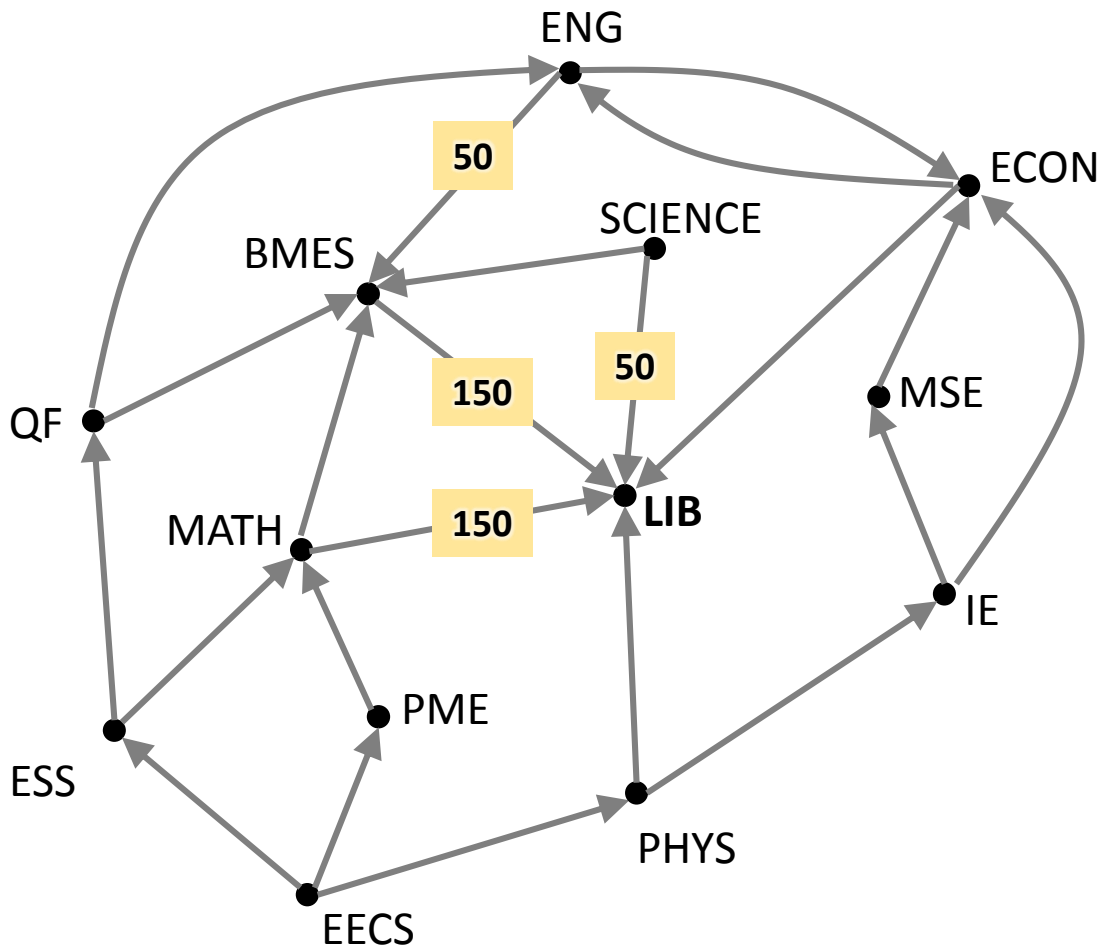 ENG
50
ECON
SCIENCE
BMES
150
50
MSE
QF
LIB
MATH
150
IE
PME
ESS
PHYS
EECS